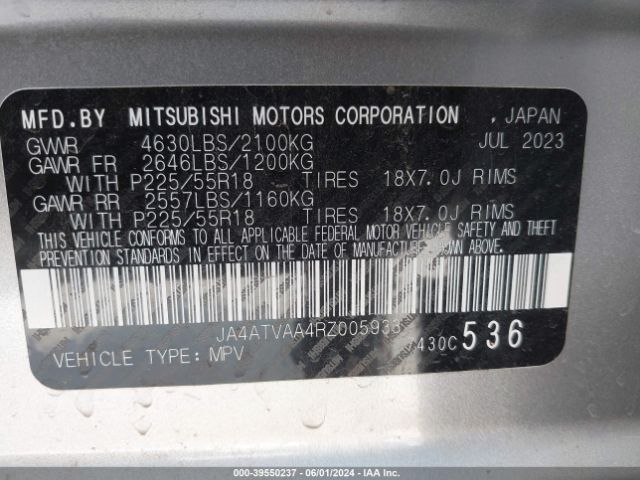 MFD.BY MITSUBISHI MOTORS CORPORATION , JAPAN
GVWR 4630LBS/2100KG JUL 2023
GAWR FR 2646LBS/1200KG
WITH P225/55R18 TIRES 18X7.0J RIMS
GAWR RR 2557LBS/1160KG
WITH P225/55R18 TIRES 18X7.0J RIMS
THIS VEHICLE CONFORMS TO ALL APPLICABLE FEDERAL MOTOR VEHICLE SAFETY AND THEFT
PREVENTION STANDARDS IN EFFECT ON THE DATE OF MANUFACTURE SHOWN ABOVE.
JA4ATVAA4RZ005933
VEHICLE TYPE: MPV 430C 536
000-39550237 - 06/01/2024 - IAA Inc.